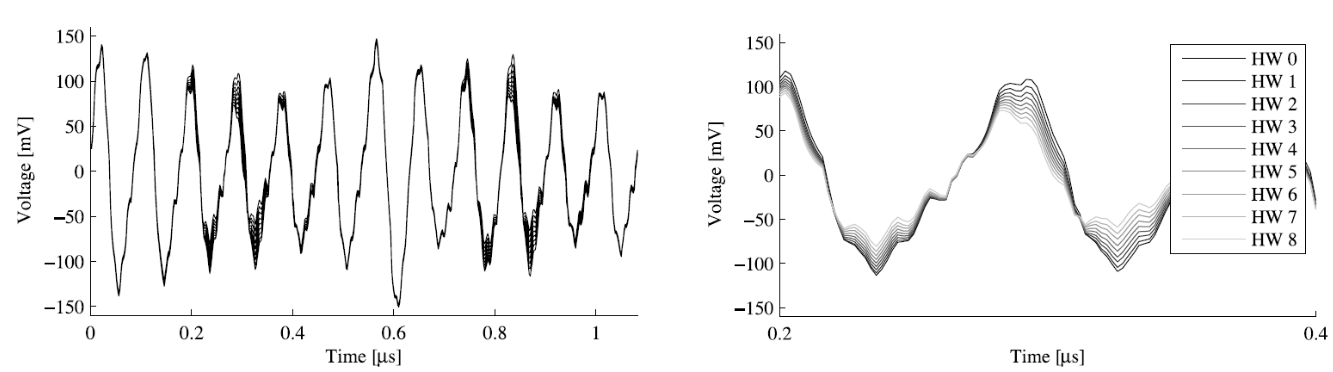 150
100
50
0
−50
−100
−150
Voltage [mV]
0 0.2 0.4 0.6 0.8 1
Time [µs]
150
100
50
0
−50
−100
−150
Voltage [mV]
0.2 0.4
Time [µs]
HW 0
HW 1
HW 2
HW 3
HW 4
HW 5
HW 6
HW 7
HW 8